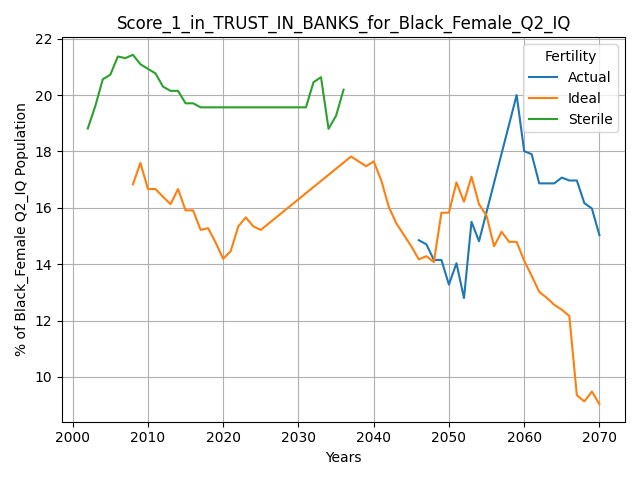 Score_1_in_TRUST_IN_BANKS_for_Black_Female_Q2_IQ
% of Black_Female Q2_IQ Population
22
20
18
16
14
12
10
Fertility
Actual
Ideal
Sterile
2000 2010 2020 2030 2040 2050 2060 2070
Years